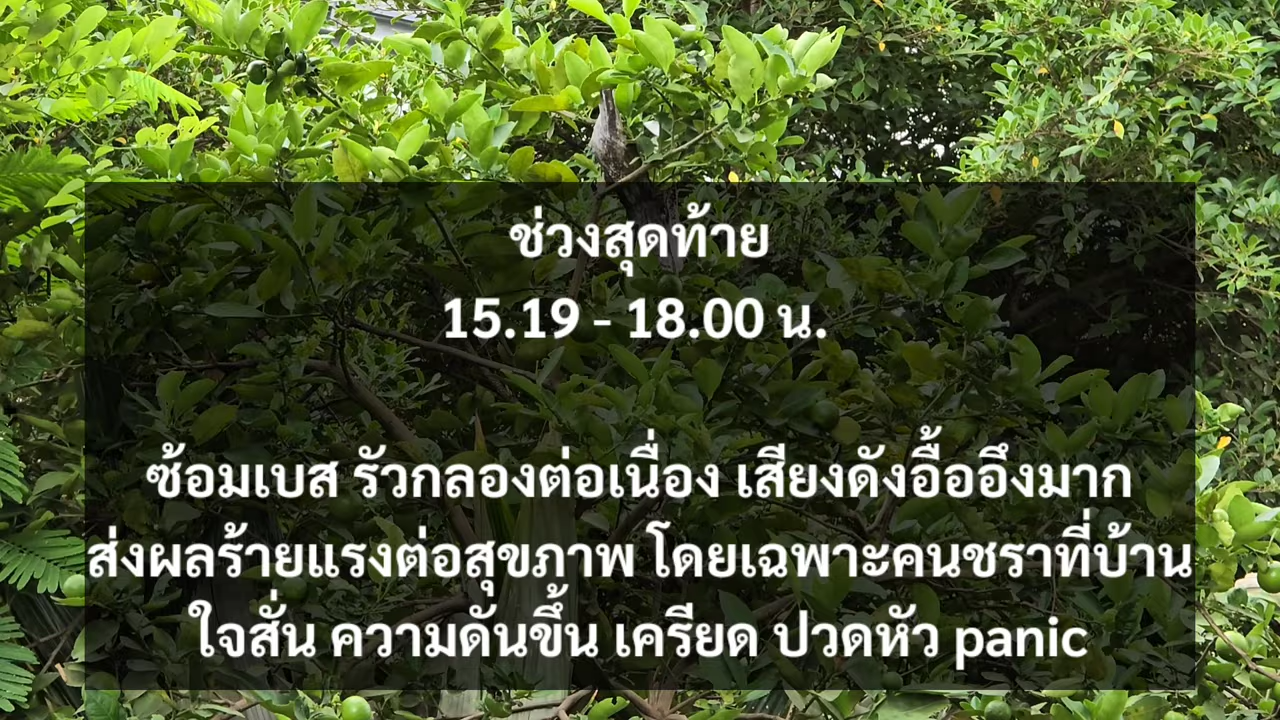 ช่วงสุดท้าย
15.19 - 18.00 น.
ซ้อมเบส รัวกลองต่อเนื่อง เสียงดังอื้ออึงมาก
ส่งผลร้ายแรงต่อสุขภาพ โดยเฉพาะคนชราที่บ้าน
ใจสั่น ความดันขึ้น เครียด ปวดหัว panic